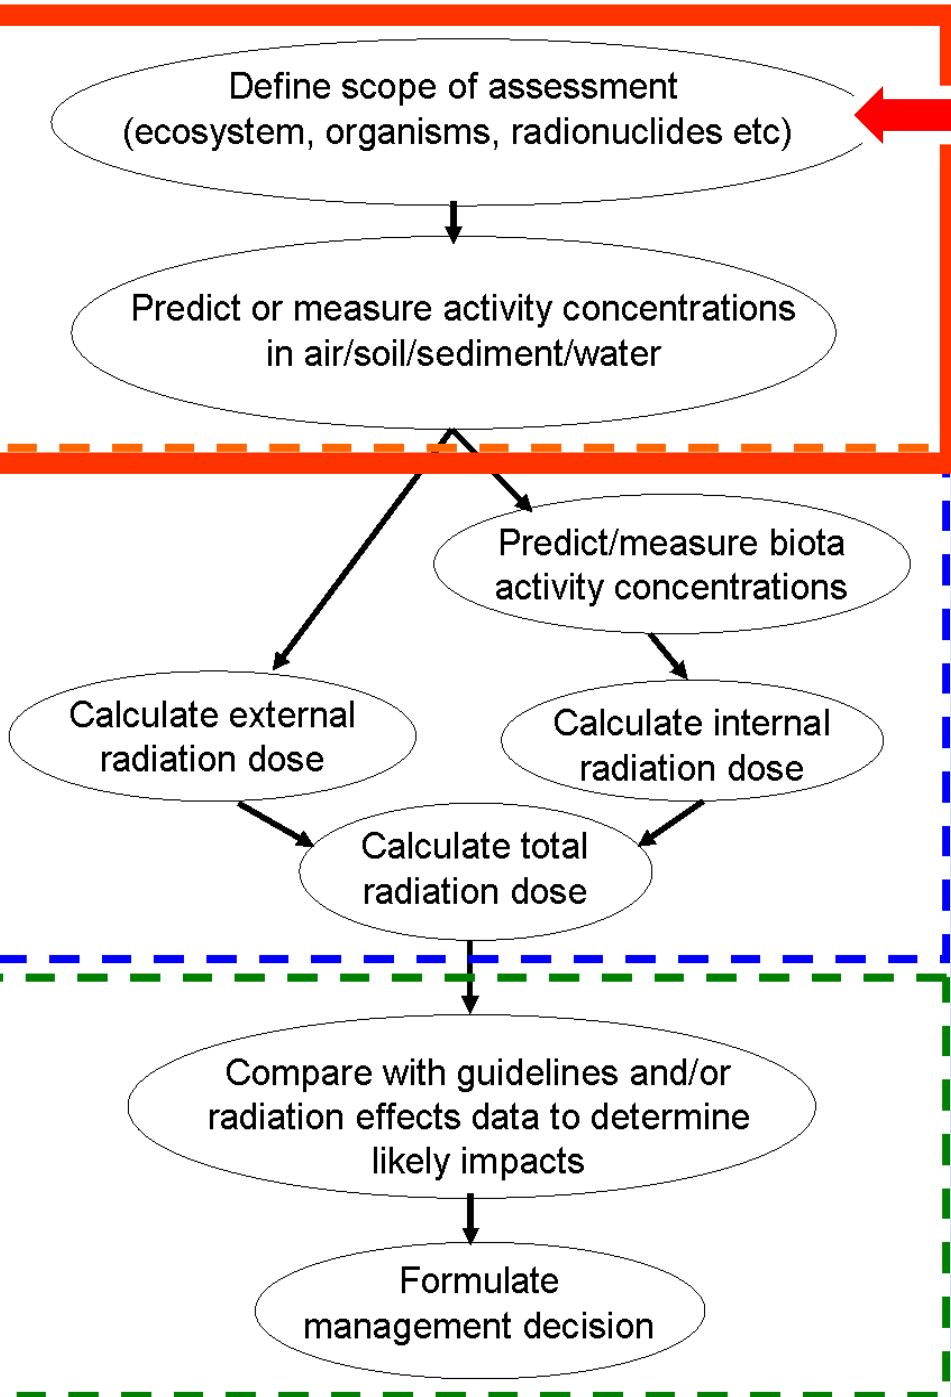 Define scope of assessment
(ecosystem, organisms, radionuclides etc)
Predict or measure activity concentrations
in air/soil/sediment/water
Predict/measure biota
activity concentrations
Calculate external
radiation dose
Calculate internal
radiation dose
Calculate total
radiation dose
Compare with guidelines and/or
radiation effects data to determine
likely impacts
Formulate
management decision